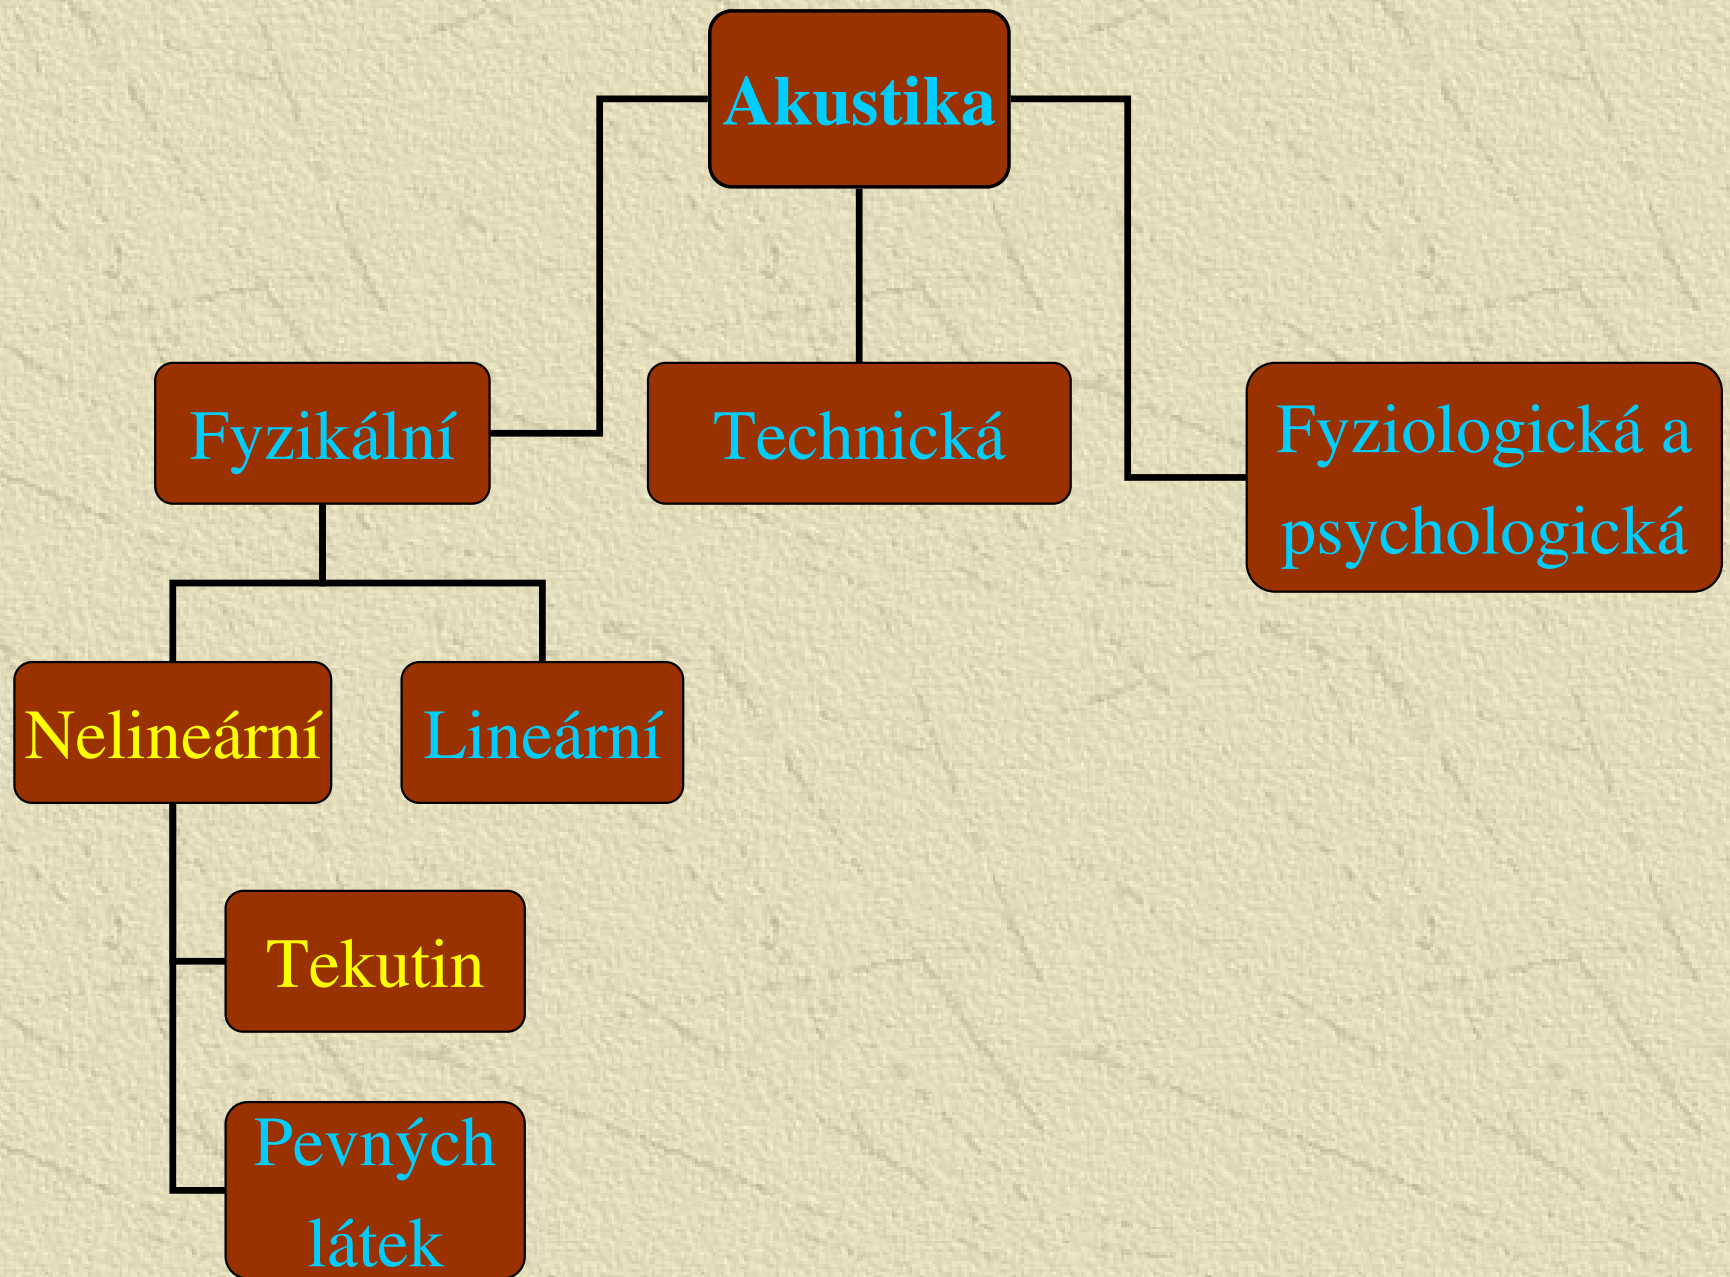 Akustika
Fyzikální
Technická
Fyziologická a
psychologická
Nelineární
Lineární
Tekutin
Pevných
látek